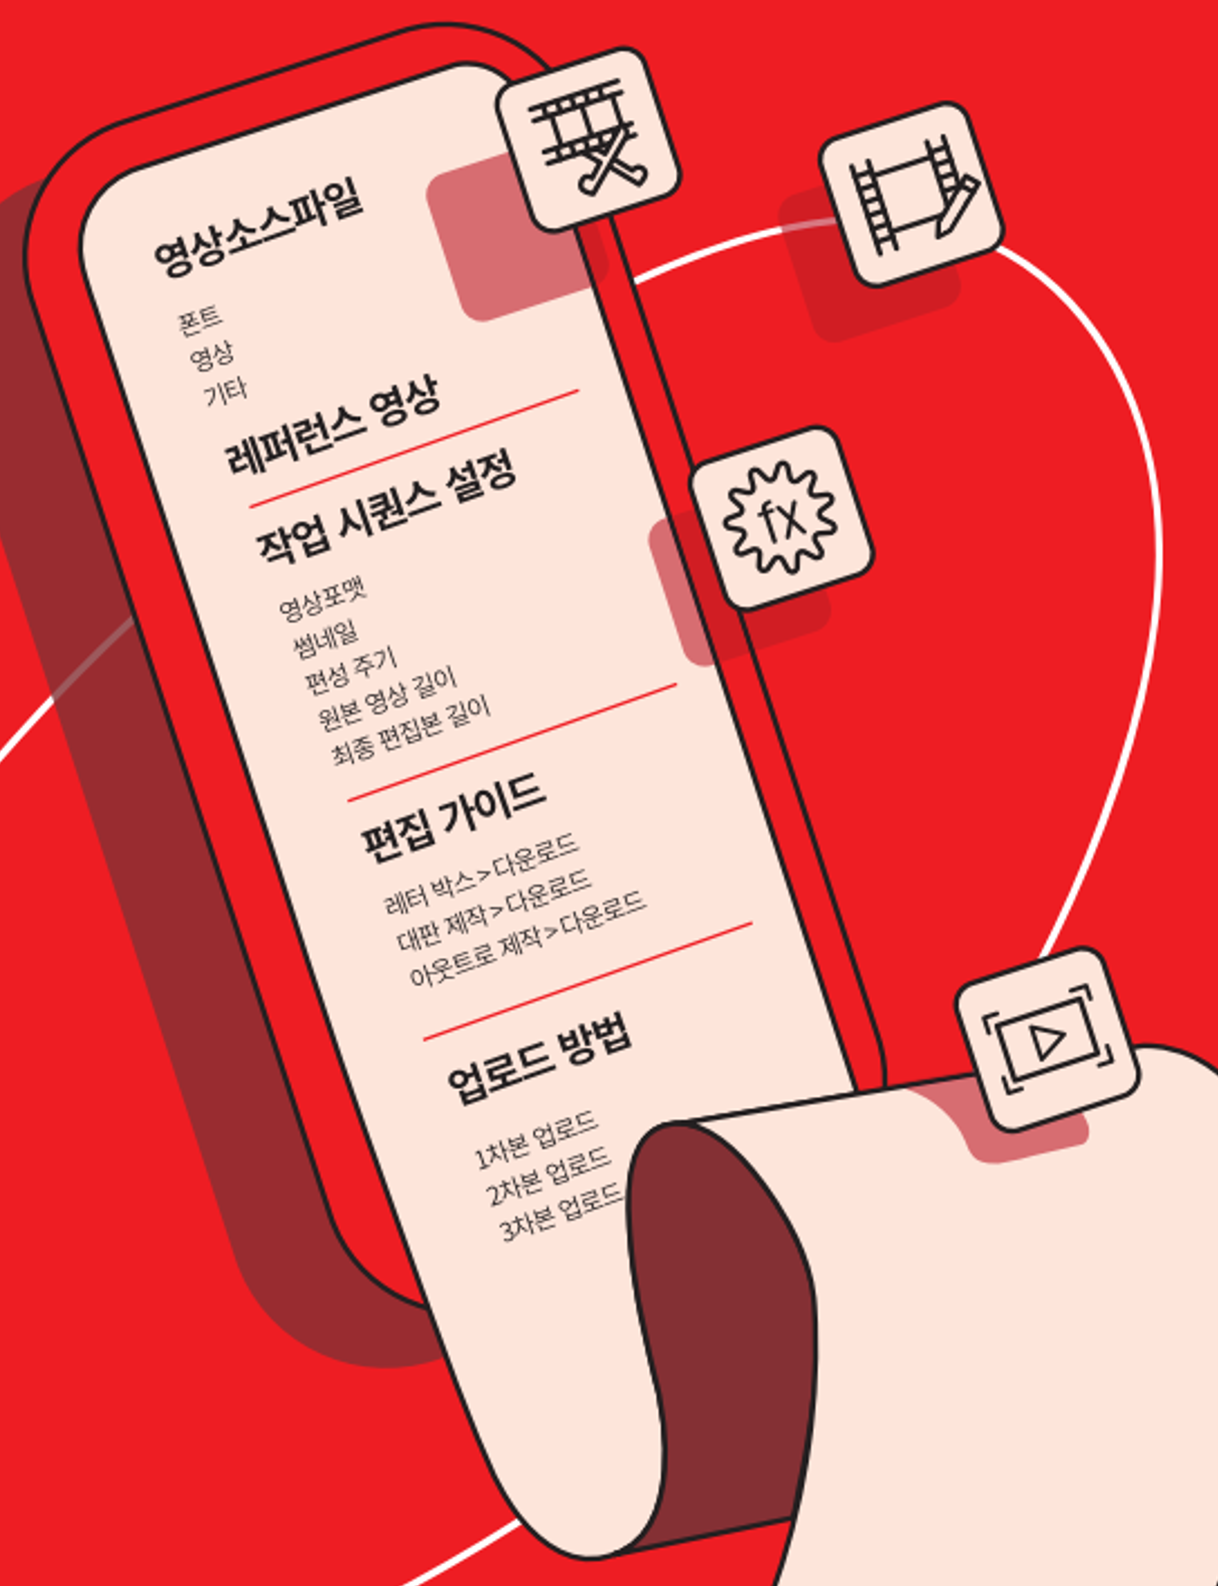 영상소스파일
폰트
영상
기타
레퍼런스 영상
작업 시퀀스 설정
영상포맷
썸네일
편성 주기
원본 영상 길이
최종 편집본 길이
편집 가이드
레터 박스 > 다운로드
대판 제작 > 다운로드
아웃트로 제작 > 다운로드
업로드 방법
1차본 업로드
2차본 업로드
3차본 업로드
fx